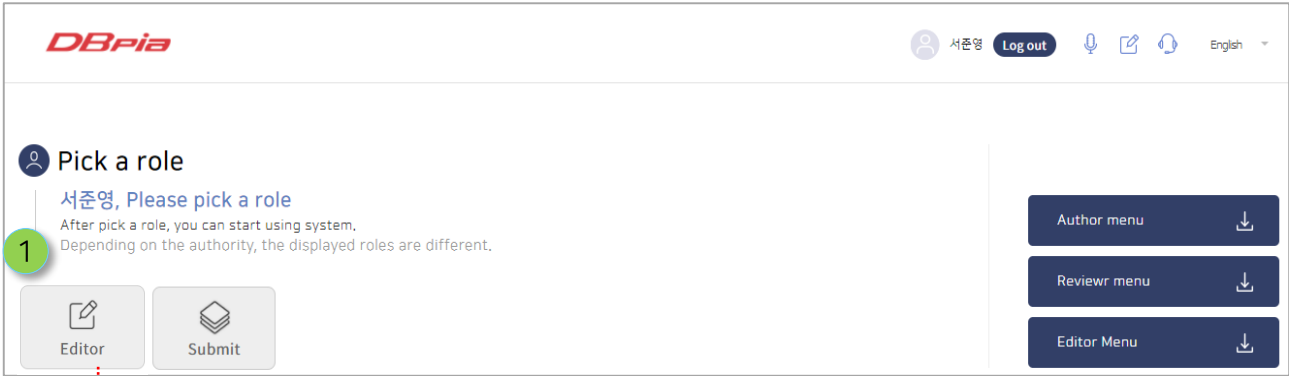 DBpia
서준영 Log out English
Pick a role
서준영, Please pick a role
After pick a role, you can start using system.
Depending on the authority, the displayed roles are different.
1
Editor Submit
Author menu
Reviewr menu
Editor Menu